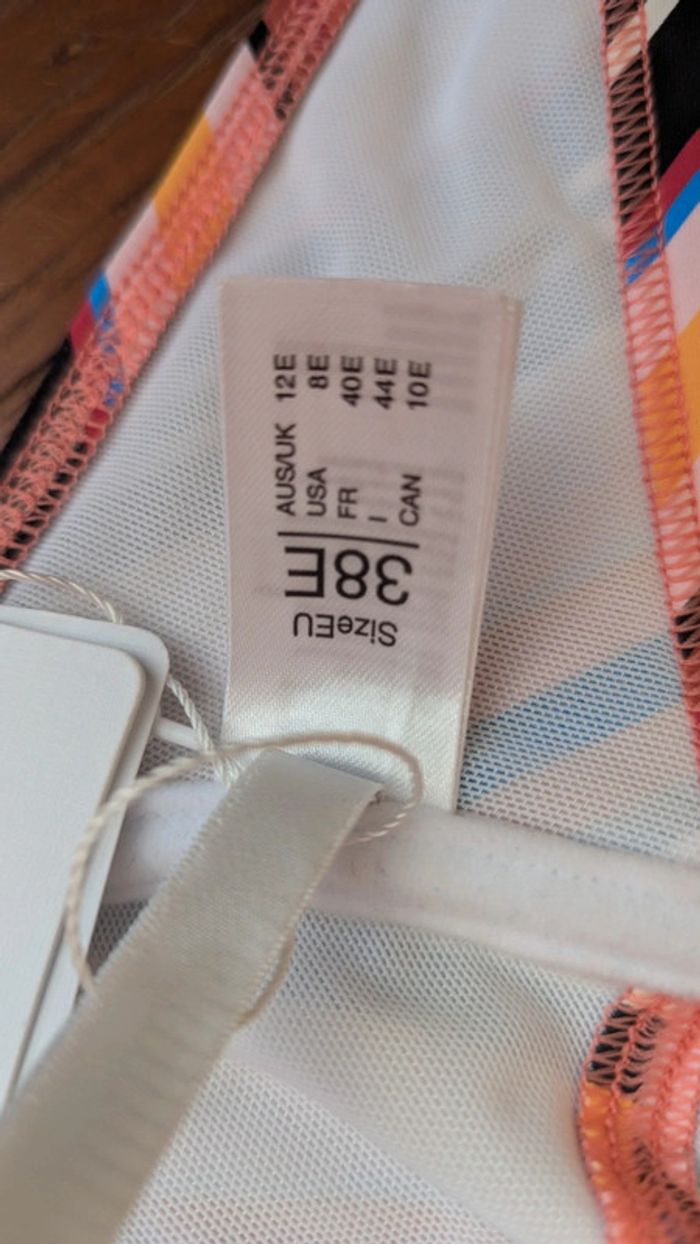 SizeEU
38E
AUS/UK 12E
USA 8E
FR 40E
I 44E
CAN 10E